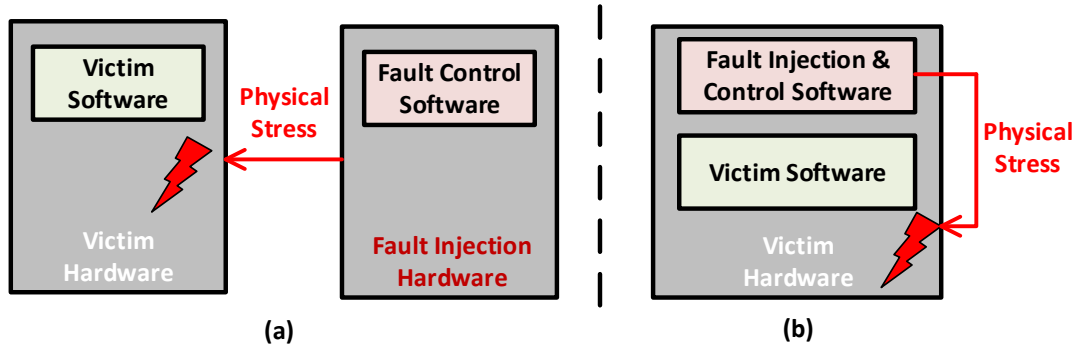 Victim
Software
Physical
Stress
Victim
Hardware
Fault Control
Software
Fault Injection
Hardware
(a)
Fault Injection &
Control Software
Victim Software
Physical
Stress
Victim
Hardware
(b)